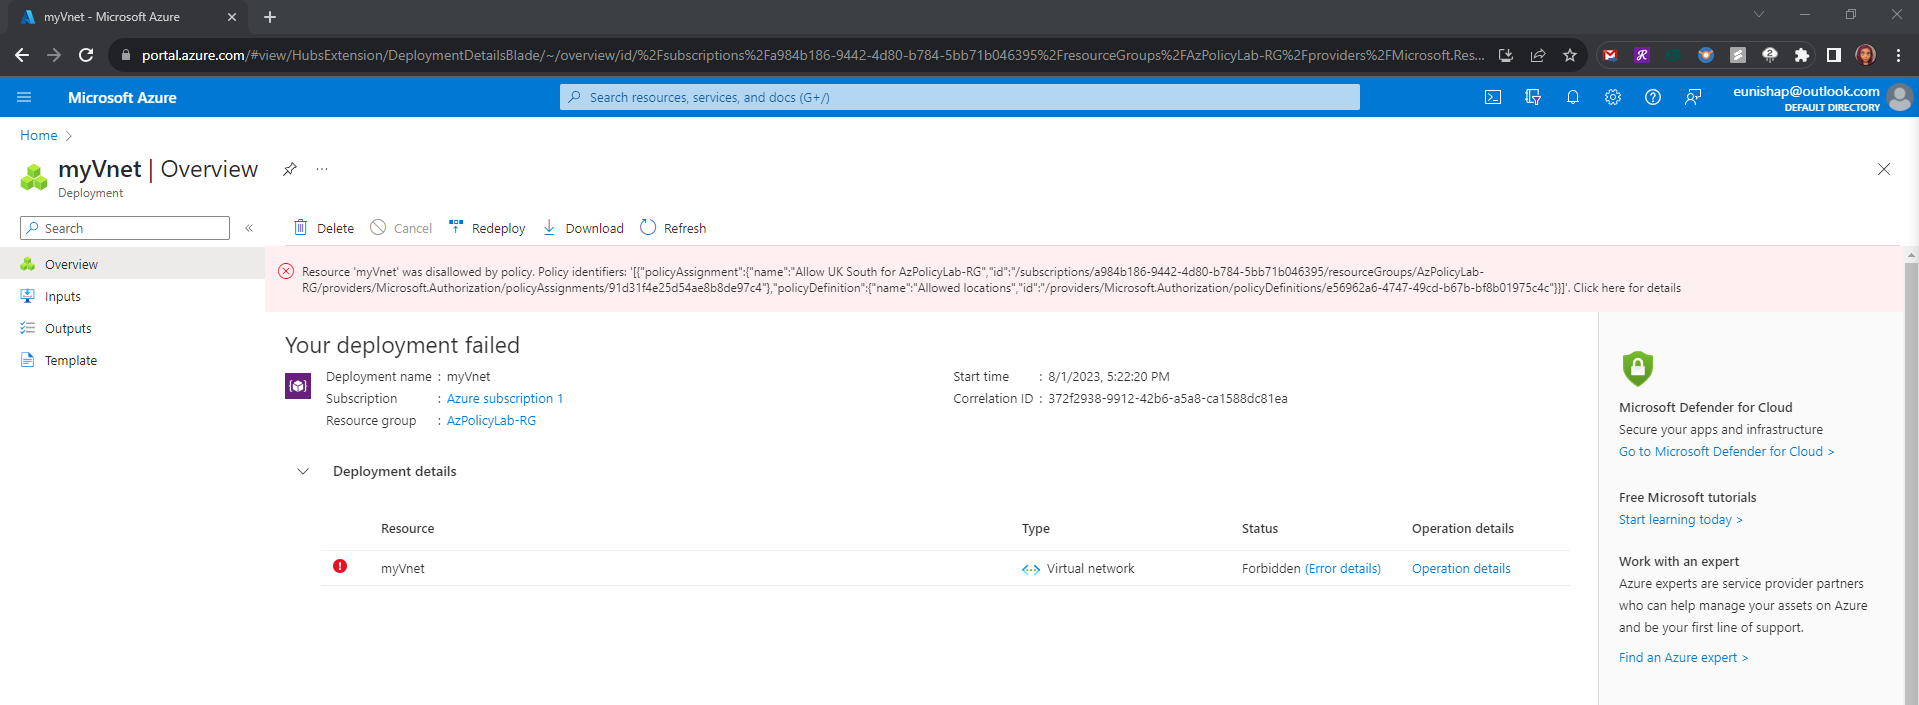 myVnet - Microsoft Azure
portal.azure.com/#view/HubsExtension/DeploymentDetailsBlade/~/overview/id/%2Fsubscriptions%2Fa984b186-9442-4d80-b784-5bb71b046395%2FresourceGroups%2FAzPolicyLab-RG%2Fproviders%2FMicrosoft.Res...
Microsoft Azure
Search resources, services, and docs (G+/)
eunishap@outlook.com
DEFAULT DIRECTORY
Home
myVnet | Overview
Deployment
Search
Delete
Cancel
Redeploy
Download
Refresh
Overview
Inputs
Outputs
Template
Resource 'myVnet' was disallowed by policy. Policy identifiers: '[{"policyAssignment":{"name":"Allow UK South for AzPolicyLab-RG","id":"/subscriptions/a984b186-9442-4d80-b784-5bb71b046395/resourceGroups/AzPolicyLab-
RG/providers/Microsoft.Authorization/policyAssignments/91d31f4e25d54ae8b8de97c4"},"policyDefinition":{"name":"Allowed locations","id":"/providers/Microsoft.Authorization/policyDefinitions/e56962a6-4747-49cd-b67b-bf8b01975c4c"}}]'. Click here for details
Your deployment failed
Deployment name : myVnet
Subscription : Azure subscription 1
Resource group : AzPolicyLab-RG
Start time : 8/1/2023, 5:22:20 PM
Correlation ID : 372f2938-9912-42b6-a5a8-ca1588dc81ea
Deployment details
Resource Type Status Operation details
myVnet Virtual network Forbidden (Error details) Operation details
Microsoft Defender for Cloud
Secure your apps and infrastructure
Go to Microsoft Defender for Cloud >
Free Microsoft tutorials
Start learning today >
Work with an expert
Azure experts are service provider partners
who can help manage your assets on Azure
and be your first line of support.
Find an Azure expert >